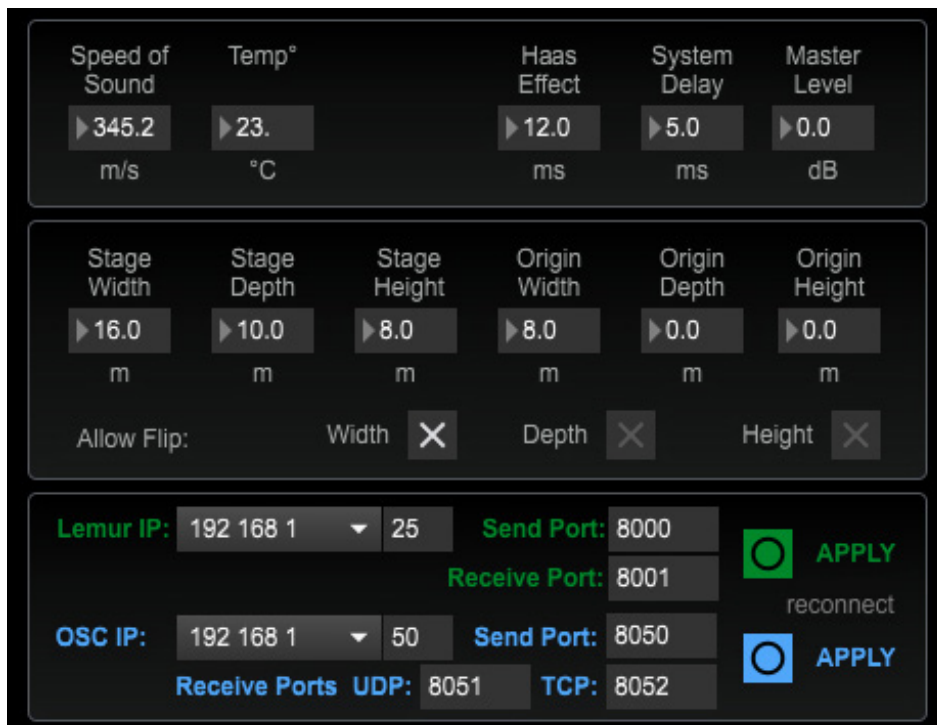 Speed of Sound Temp° Haas Effect System Delay Master Level
345.2 23. 12.0 5.0 0.0
m/s °C ms ms dB
Stage Width Stage Depth Stage Height Origin Width Origin Depth Origin Height
16.0 10.0 8.0 8.0 0.0 0.0
m m m m m m
Allow Flip: Width Depth Height
Lemur IP: 192 168 1 25 Send Port: 8000
APPLY
Receive Port: 8001
reconnect
OSC IP: 192 168 1 50 Send Port: 8050
APPLY
Receive Ports UDP: 8051 TCP: 8052